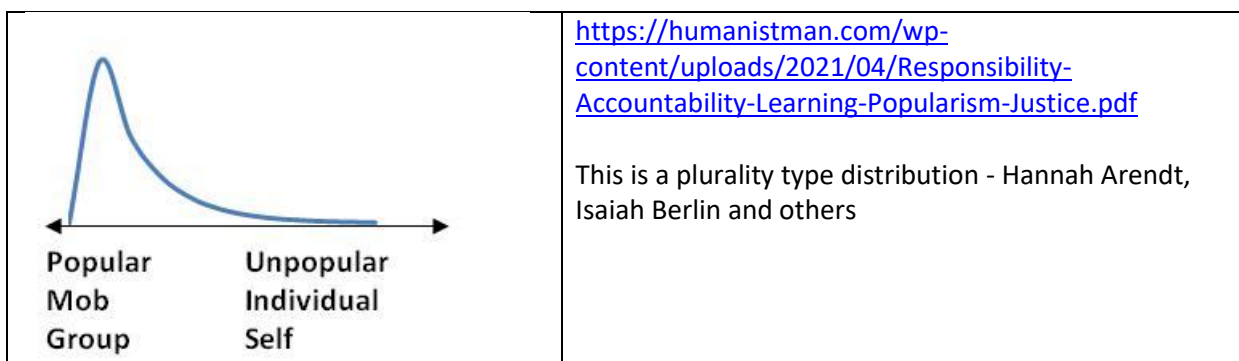 Popular Unpopular
Mob Individual
Group Self
https://humanistman.com/wp-
content/uploads/2021/04/Responsibility-
Accountability-Learning-Popularism-Justice.pdf
This is a plurality type distribution - Hannah Arendt,
Isaiah Berlin and others